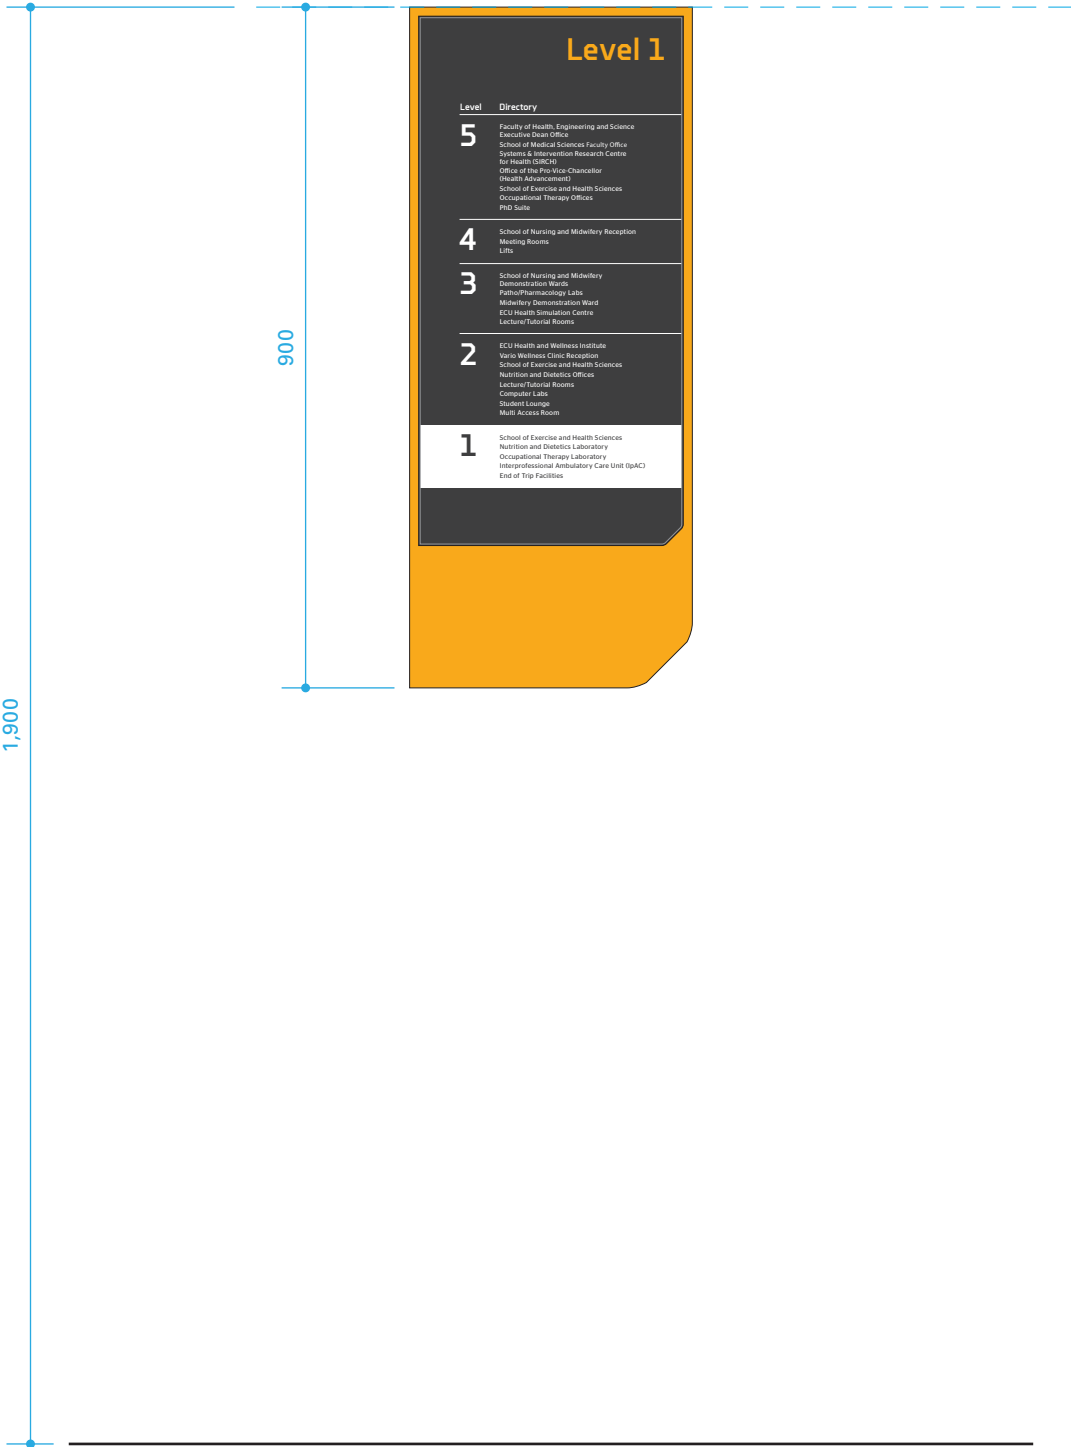 Level 1
Level Directory
5
Faculty of Health, Engineering and Science
Executive Dean Office
School of Medical Sciences Faculty Office
Systems & Intervention Research Centre
for Health (SIRCH)
Office of the Pro-Vice-Chancellor
(Health Advancement)
School of Exercise and Health Sciences
Occupational Therapy Offices
PhD Suite
4
School of Nursing and Midwifery Reception
Meeting Rooms
Lifts
3
School of Nursing and Midwifery
Demonstration Wards
Patho/Pharmacology Labs
Midwifery Demonstration Ward
ECU Health Simulation Centre
Lecture/Tutorial Rooms
2
ECU Health and Wellness Institute
Vario Wellness Clinic Reception
School of Exercise and Health Sciences
Nutrition and Dietetics Offices
Lecture/Tutorial Rooms
Computer Labs
Student Lounge
Multi Access Room
1
School of Exercise and Health Sciences
Nutrition and Dietetics Laboratory
Occupational Therapy Laboratory
Interprofessional Ambulatory Care Unit (IpAC)
End of Trip Facilities
900
1,900